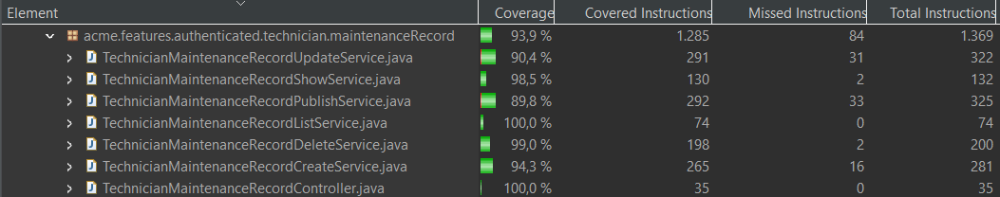 Element Coverage Covered Instructions Missed Instructions Total Instructions
acme.features.authenticated.technician.maintenanceRecord 93,9 % 1.285 84 1.369
TechnicianMaintenanceRecordUpdateService.java 90,4 % 291 31 322
TechnicianMaintenanceRecordShowService.java 98,5 % 130 2 132
TechnicianMaintenanceRecordPublishService.java 89,8 % 292 33 325
TechnicianMaintenanceRecordListService.java 100,0 % 74 0 74
TechnicianMaintenanceRecordDeleteService.java 99,0 % 198 2 200
TechnicianMaintenanceRecordCreateService.java 94,3 % 265 16 281
TechnicianMaintenanceRecordController.java 100,0 % 35 0 35